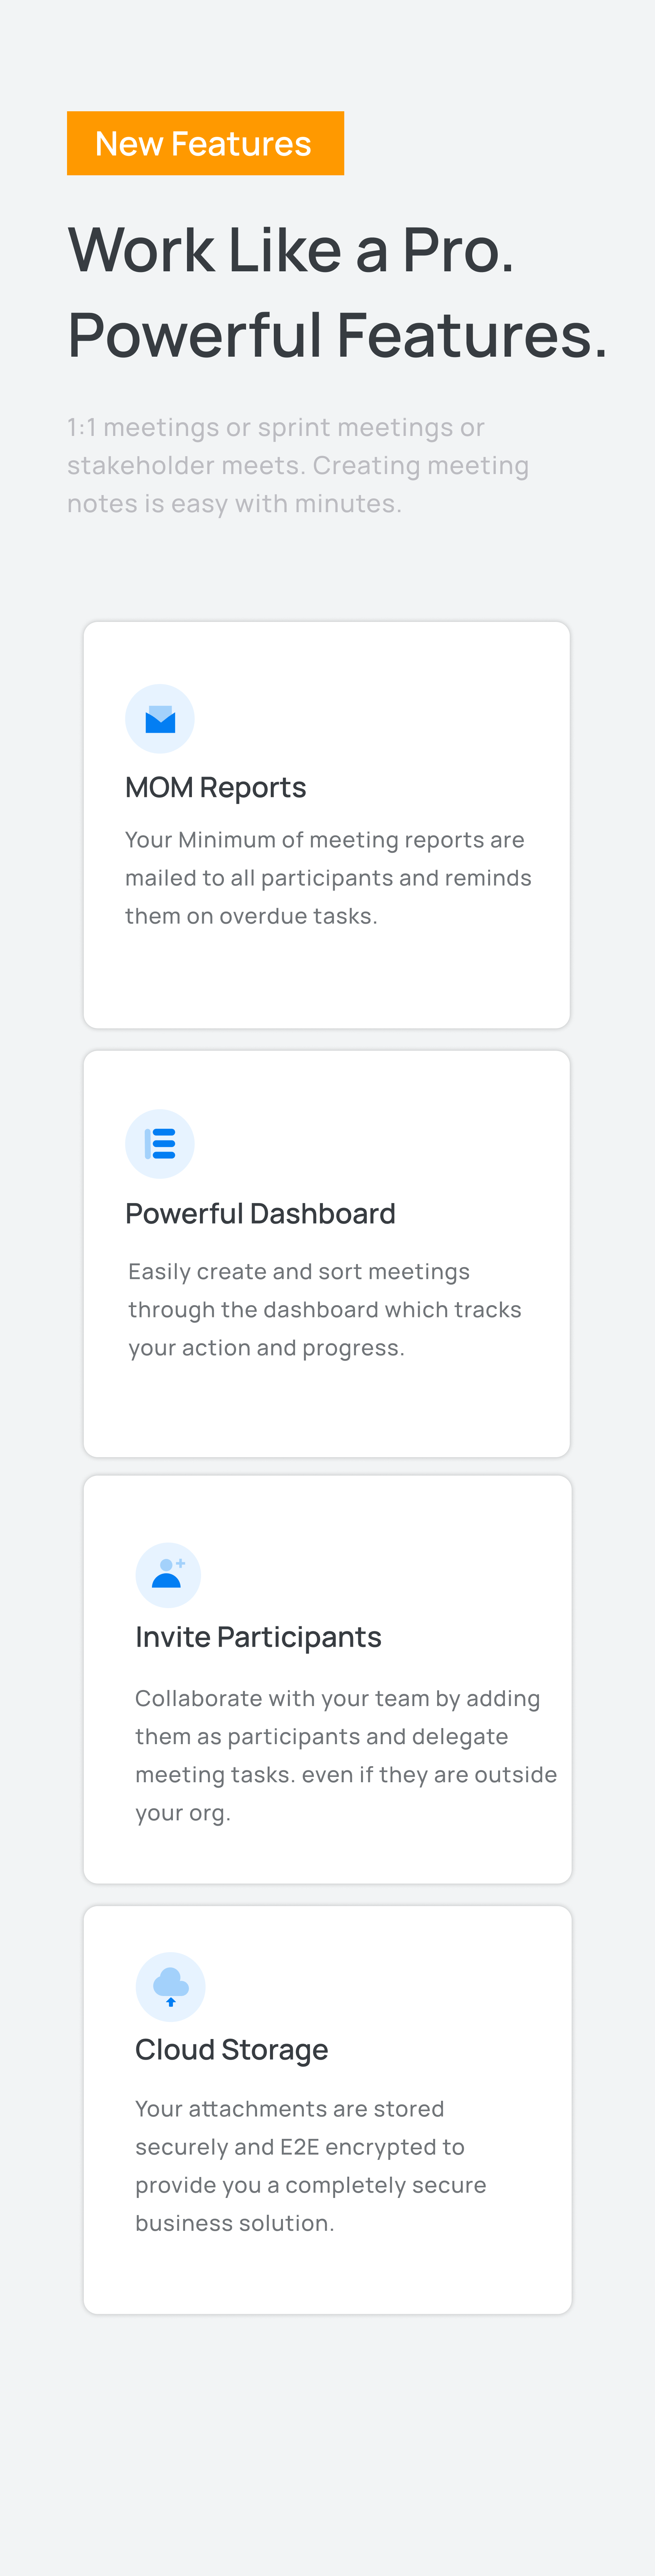 New Features
Work Like a Pro.
Powerful Features.
1:1 meetings or sprint meetings or
stakeholder meets. Creating meeting
notes is easy with minutes.
MOM Reports
Your Minimum of meeting reports are
mailed to all participants and reminds
them on overdue tasks.
Powerful Dashboard
Easily create and sort meetings
through the dashboard which tracks
your action and progress.
Invite Participants
Collaborate with your team by adding
them as participants and delegate
meeting tasks. even if they are outside
your org.
Cloud Storage
Your attachments are stored
securely and E2E encrypted to
provide you a completely secure
business solution.